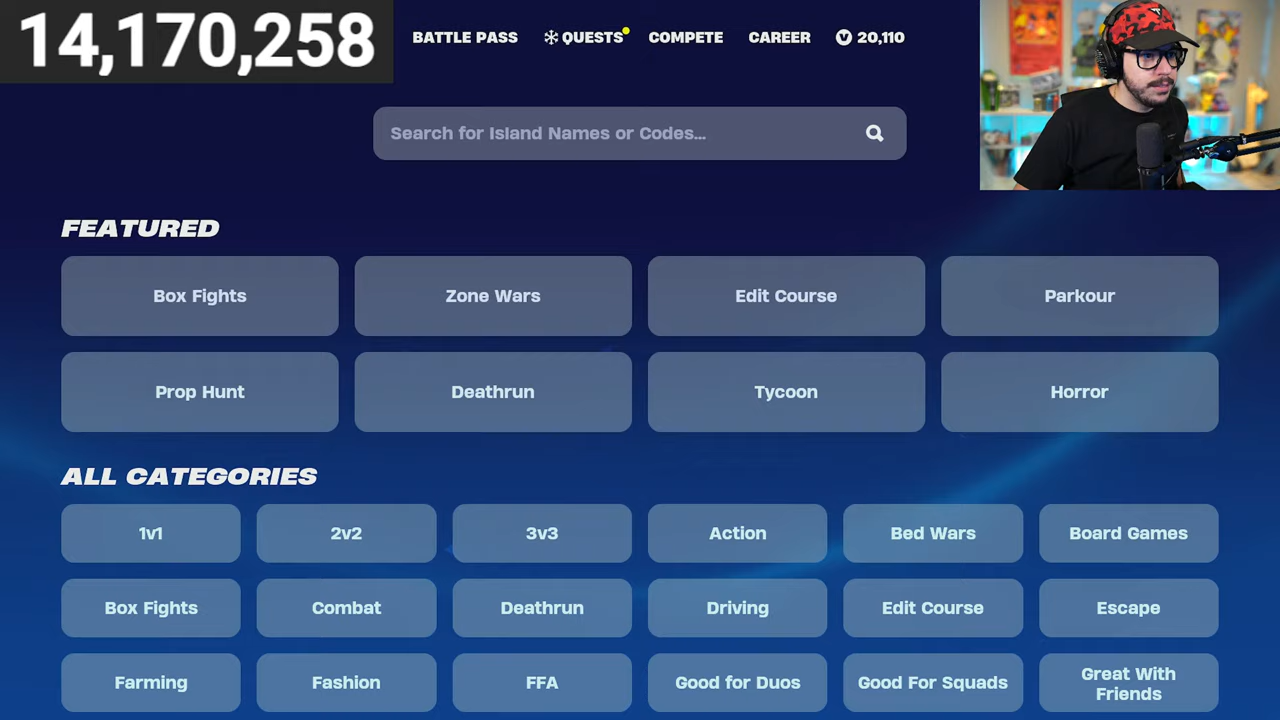 14,170,258
BATTLE PASS
QUESTS
COMPETE
CAREER
20,110
Search for Island Names or Codes...
FEATURED
Box Fights
Zone Wars
Edit Course
Parkour
Prop Hunt
Deathrun
Tycoon
Horror
ALL CATEGORIES
1v1
2v2
3v3
Action
Bed Wars
Board Games
Box Fights
Combat
Deathrun
Driving
Edit Course
Escape
Farming
Fashion
FFA
Good for Duos
Good For Squads
Great With
Friends